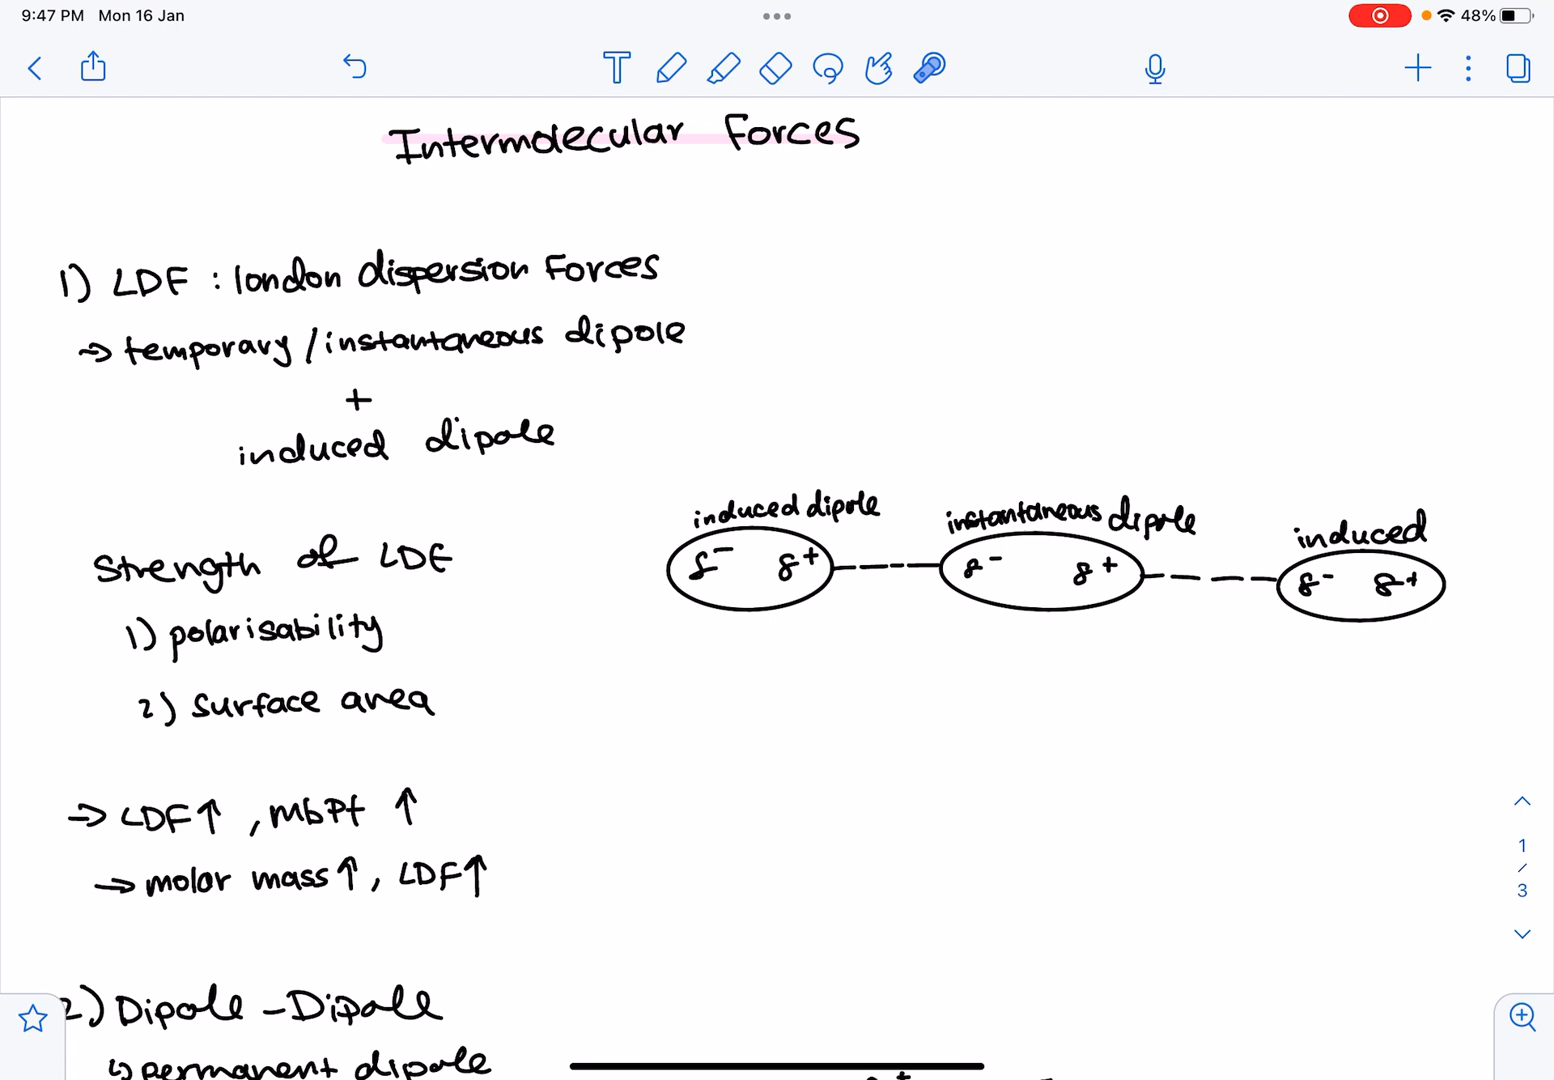 9:47 PM Mon 16 Jan
48%
Intermolecular Forces
1) LDF : london dispersion Forces
→ temporary / instantaneous dipole
+
induced dipole
induced dipole
instantaneous dipole
induced
δ- δ+
δ- δ+
δ- δ+
Strength of LDF
1) polarisability
2) surface area
→ LDF↑, mbpt ↑
→ molar mass↑, LDF↑
1
/
3
2.) Dipole - Dipole
↳ permanent dipole